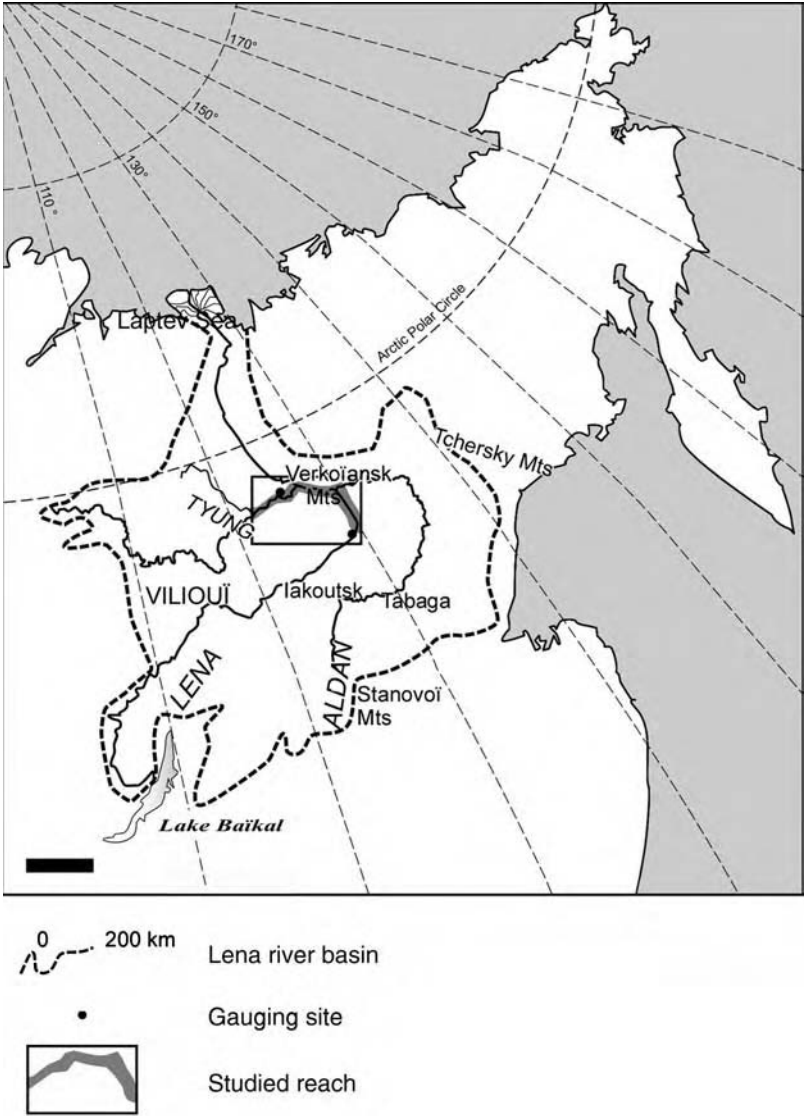 170°
150°
130°
110°
Laptev Sea
Arctic Polar Circle
Tchersky Mts
Verkoïansk
Mts
TYUNG
VILIOUÏ
Iakoutsk
Tabaga
LENA
ALDAN
Stanovoï
Mts
Lake Baïkal
0 200 km
Lena river basin
Gauging site
Studied reach